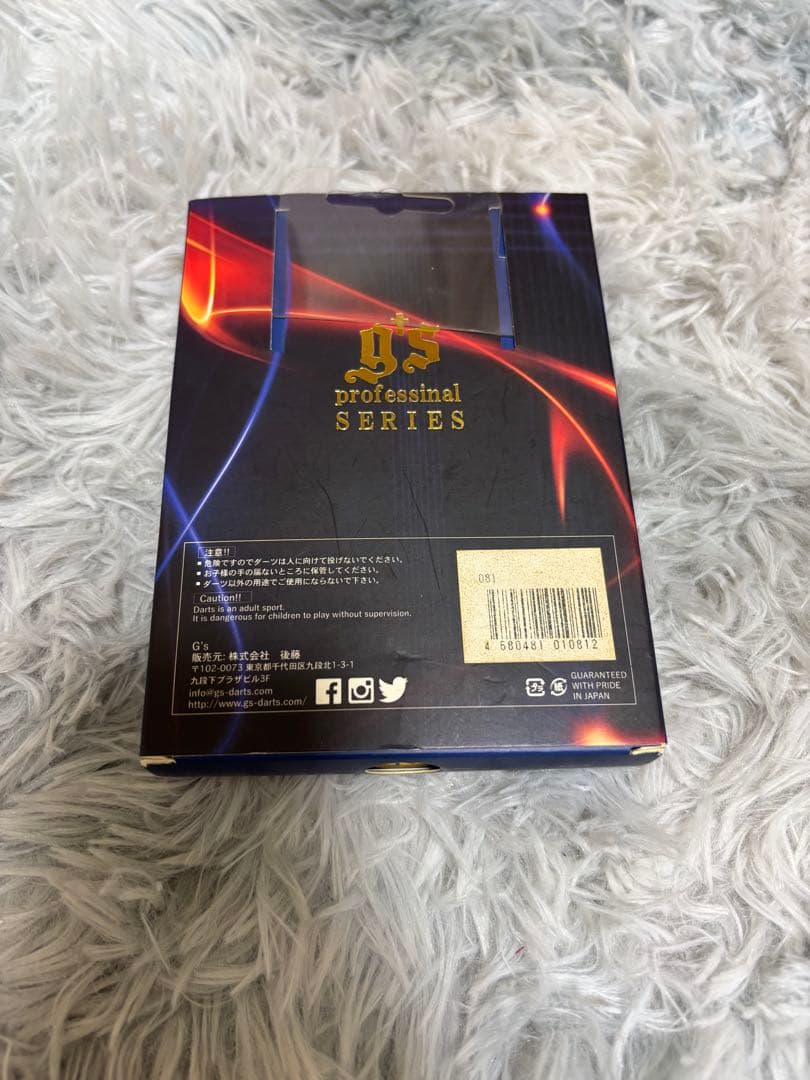 g's
professinal
SERIES
注意!!
▪危険ですのでダーツは人に向けて投げないでください。
▪お子様の手の届ないところに保管してください。
▪ダーツ以外の用途でご使用にならないで下さい。
Caution!!
Darts is an adult sport.
It is dangerous for children to play without supervision.
G's
販売元: 株式会社 後藤
〒102-0073 東京都千代田区九段北1-3-1
九段下プラザビル3F
info@gs-darts.com
http://www.gs-darts.com/
081
4 580481 010812
プラ
紙
GUARANTEED
WITH PRIDE
IN JAPAN